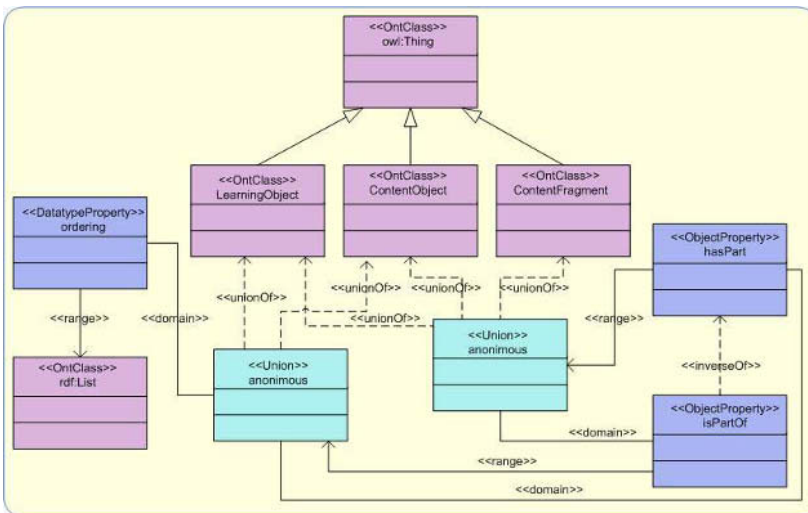 <<OntClass>>
owl:Thing
<<OntClass>>
LearningObject
<<OntClass>>
ContentObject
<<OntClass>>
ContentFragment
<<DatatypeProperty>>
ordering
<<ObjectProperty>>
hasPart
<<unionOf>>
<<unionOf>>
<<unionOf>>
<<unionOf>>
<<range>>
<<domain>>
<<unionOf>>
<<range>>
<<Union>>
anonimous
<<OntClass>>
rdf:List
<<Union>>
anonimous
<<inverseOf>>
<<ObjectProperty>>
isPartOf
<<domain>>
<<range>>
<<domain>>